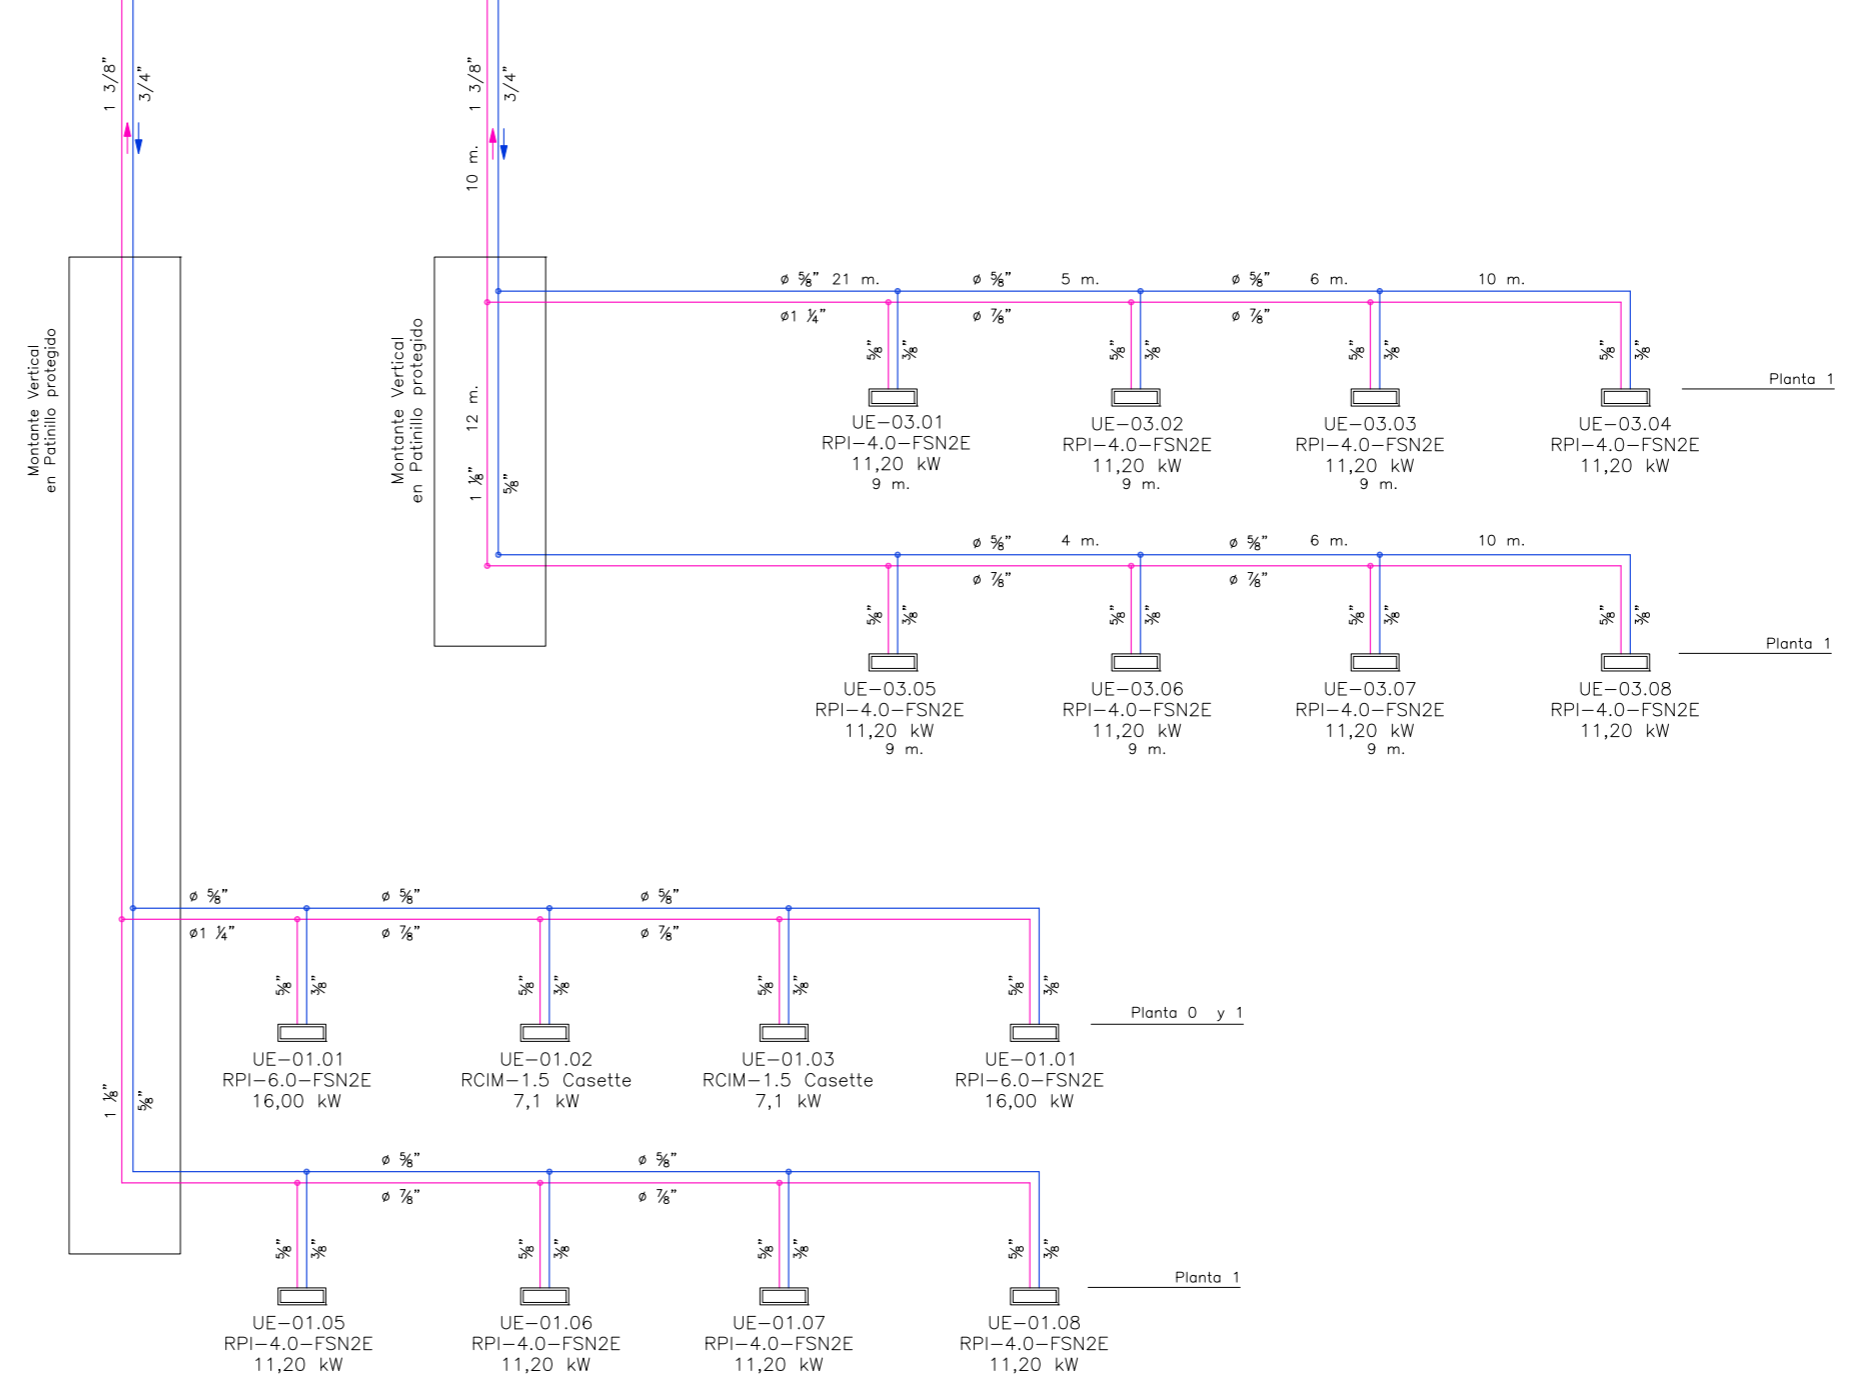 1 3/8"
3/4"
1 3/8"
3/4"
10 m.
Montante Vertical
en Patinillo protegido
Montante Vertical
en Patinillo protegido
12 m.
1 ⅛"
⅝"
ø ⅝" 21 m.
ø ⅝" 5 m.
ø ⅝" 6 m.
10 m.
ø1 ¼"
ø ⅞"
ø ⅞"
⅝" ⅜"
⅝" ⅜"
⅝" ⅜"
⅝" ⅜"
Planta 1
UE-03.01
RPI-4.0-FSN2E
11,20 kW
9 m.
UE-03.02
RPI-4.0-FSN2E
11,20 kW
9 m.
UE-03.03
RPI-4.0-FSN2E
11,20 kW
9 m.
UE-03.04
RPI-4.0-FSN2E
11,20 kW
ø ⅝" 4 m.
ø ⅝" 6 m.
10 m.
ø ⅞"
ø ⅞"
⅝" ⅜"
⅝" ⅜"
⅝" ⅜"
⅝" ⅜"
Planta 1
UE-03.05
RPI-4.0-FSN2E
11,20 kW
9 m.
UE-03.06
RPI-4.0-FSN2E
11,20 kW
9 m.
UE-03.07
RPI-4.0-FSN2E
11,20 kW
9 m.
UE-03.08
RPI-4.0-FSN2E
11,20 kW
ø ⅝"
ø ⅝"
ø ⅝"
ø1 ¼"
ø ⅞"
ø ⅞"
⅝" ⅜"
⅝" ⅜"
⅝" ⅜"
⅝" ⅜"
Planta 0 y 1
UE-01.01
RPI-6.0-FSN2E
16,00 kW
UE-01.02
RCIM-1.5 Casette
7,1 kW
UE-01.03
RCIM-1.5 Casette
7,1 kW
UE-01.01
RPI-6.0-FSN2E
16,00 kW
1 ⅛"
⅝"
ø ⅝"
ø ⅝"
ø ⅞"
ø ⅞"
⅝" ⅜"
⅝" ⅜"
⅝" ⅜"
⅝" ⅜"
Planta 1
UE-01.05
RPI-4.0-FSN2E
11,20 kW
UE-01.06
RPI-4.0-FSN2E
11,20 kW
UE-01.07
RPI-4.0-FSN2E
11,20 kW
UE-01.08
RPI-4.0-FSN2E
11,20 kW